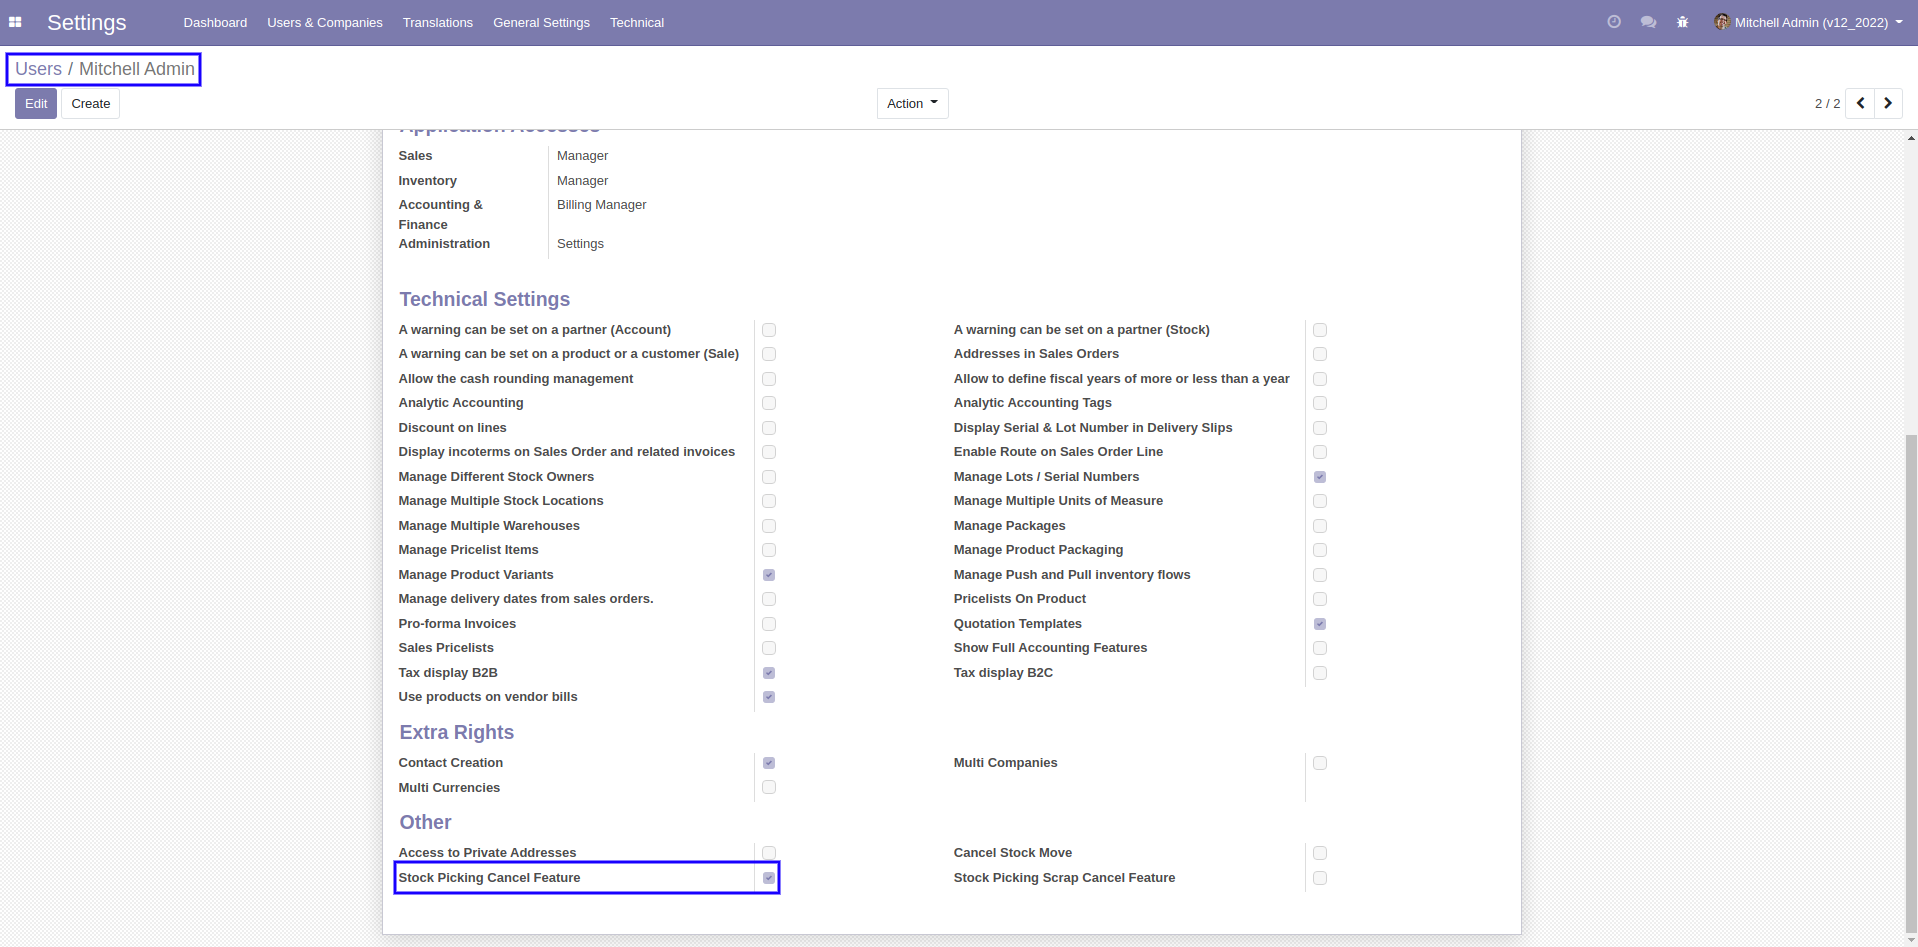 Settings Dashboard Users & Companies Translations General Settings Technical Mitchell Admin (v12_2022)
Users / Mitchell Admin
Edit Create Action 2 / 2
Application Accesses
Sales Manager
Inventory Manager
Accounting & Billing Manager
Finance
Administration Settings
Technical Settings
A warning can be set on a partner (Account) A warning can be set on a partner (Stock)
A warning can be set on a product or a customer (Sale) Addresses in Sales Orders
Allow the cash rounding management Allow to define fiscal years of more or less than a year
Analytic Accounting Analytic Accounting Tags
Discount on lines Display Serial & Lot Number in Delivery Slips
Display incoterms on Sales Order and related invoices Enable Route on Sales Order Line
Manage Different Stock Owners Manage Lots / Serial Numbers
Manage Multiple Stock Locations Manage Multiple Units of Measure
Manage Multiple Warehouses Manage Packages
Manage Pricelist Items Manage Product Packaging
Manage Product Variants Manage Push and Pull inventory flows
Manage delivery dates from sales orders. Pricelists On Product
Pro-forma Invoices Quotation Templates
Sales Pricelists Show Full Accounting Features
Tax display B2B Tax display B2C
Use products on vendor bills
Extra Rights
Contact Creation Multi Companies
Multi Currencies
Other
Access to Private Addresses Cancel Stock Move
Stock Picking Cancel Feature Stock Picking Scrap Cancel Feature